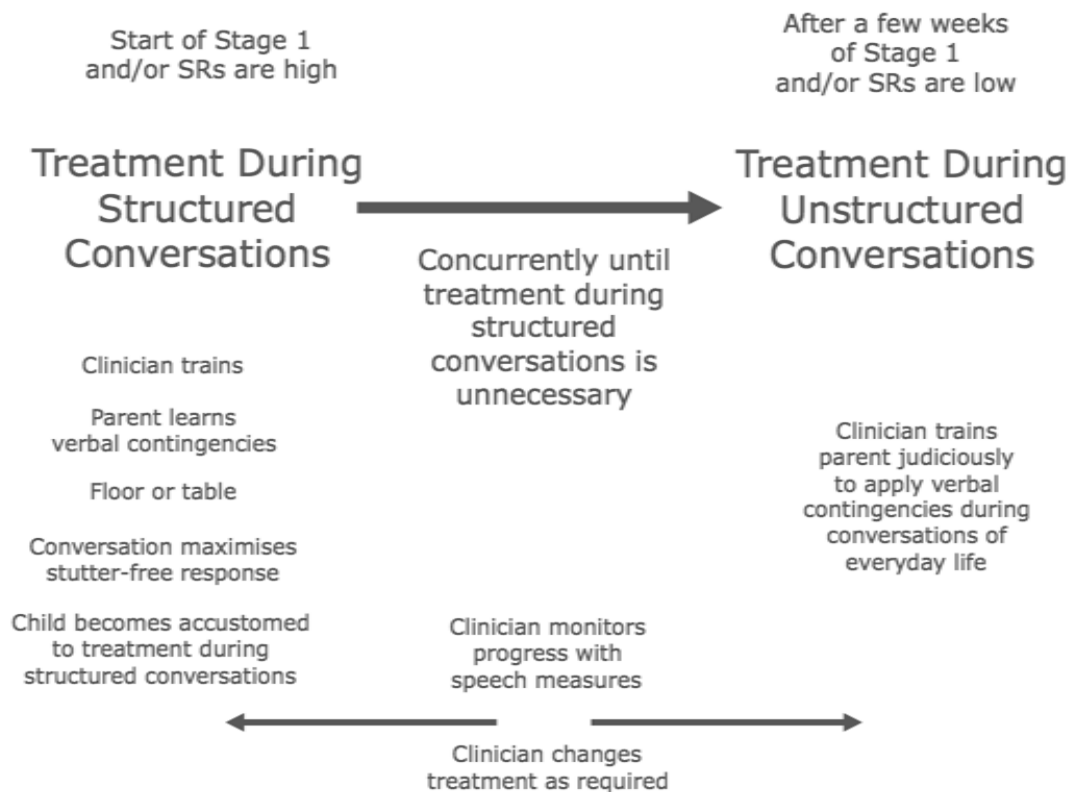 Start of Stage 1
and/or SRs are high
After a few weeks
of Stage 1
and/or SRs are low
Treatment During
Structured
Conversations
Treatment During
Unstructured
Conversations
Concurrently until
treatment during
structured
conversations is
unnecessary
Clinician trains
Parent learns
verbal contingencies
Floor or table
Conversation maximises
stutter-free response
Child becomes accustomed
to treatment during
structured conversations
Clinician trains
parent judiciously
to apply verbal
contingencies during
conversations of
everyday life
Clinician monitors
progress with
speech measures
Clinician changes
treatment as required